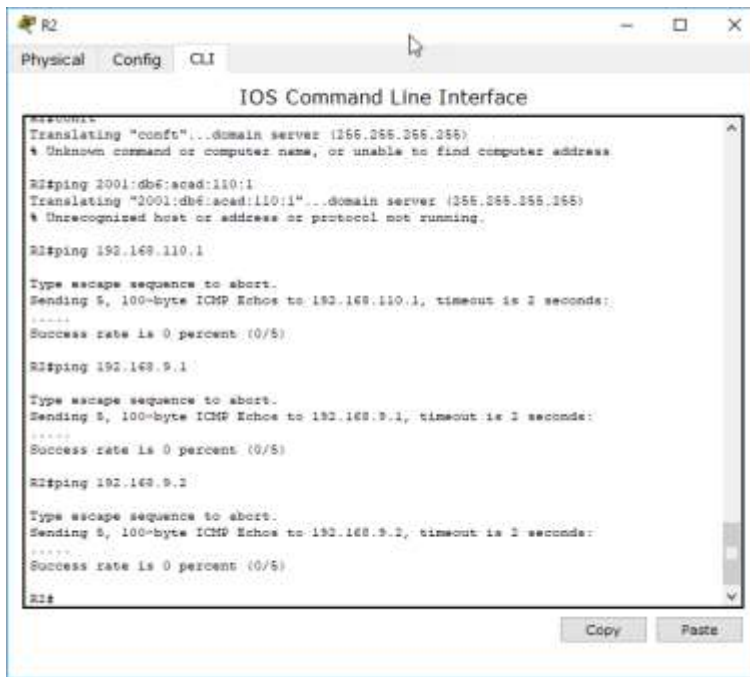 R2
Physical Config CLI
IOS Command Line Interface
Translating "conft"...domain server (255.255.255.255)
% Unknown command or computer name, or unable to find computer address
R2#ping 2001:db6:acad:110:1
Translating "2001:db6:acad:110:1"...domain server (255.255.255.255)
% Unrecognized host or address or protocol not running.
R2#ping 192.168.110.1
Type escape sequence to abort.
Sending 5, 100-byte ICMP Echos to 192.168.110.1, timeout is 2 seconds:
.....
Success rate is 0 percent (0/5)
R2#ping 192.168.9.1
Type escape sequence to abort.
Sending 5, 100-byte ICMP Echos to 192.168.9.1, timeout is 2 seconds:
.....
Success rate is 0 percent (0/5)
R2#ping 192.168.9.2
Type escape sequence to abort.
Sending 5, 100-byte ICMP Echos to 192.168.9.2, timeout is 2 seconds:
.....
Success rate is 0 percent (0/5)
R2#
Copy Paste